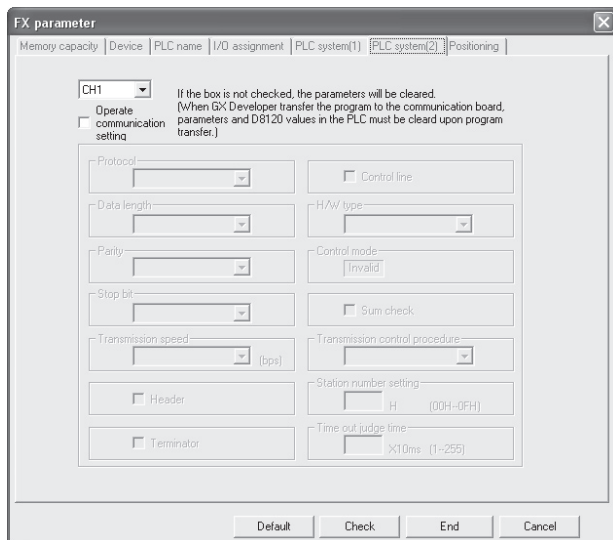 FX parameter
Memory capacity Device PLC name I/O assignment PLC system(1) PLC system(2) Positioning
CH1
If the box is not checked, the parameters will be cleared.
(When GX Developer transfer the program to the communication board,
parameters and D8120 values in the PLC must be cleard upon program
transfer.)
Operate
communication
setting
Protocol
Control line
Data length
H/W type
Parity
Control mode
Invalid
Stop bit
Sum check
Transmission speed
(bps)
Transmission control procedure
Header
Station number setting
H (00H--0FH)
Terminator
Time out judge time
X10ms (1--255)
Default Check End Cancel